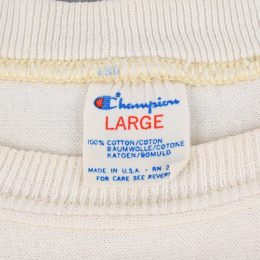 Champion
LARGE
100% COTTON/COTON
BAUMWOLLE/COTONE
KATOEN/BOMULD
MADE IN U.S.A. - RN 2
FOR CARE SEE REVERSE